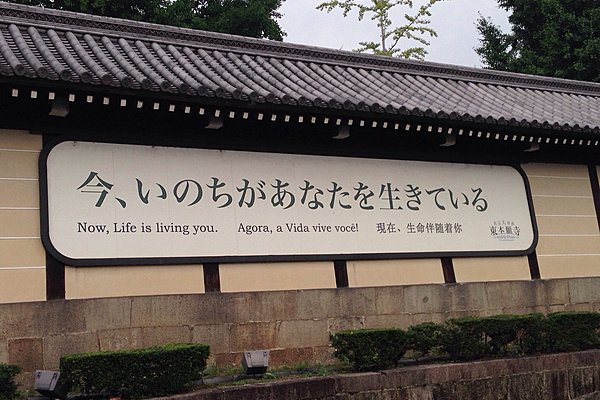 今、いのちがあなたを生きている
Now, Life is living you. Agora, a Vida vive você! 现在、生命伴随着你
東本願寺